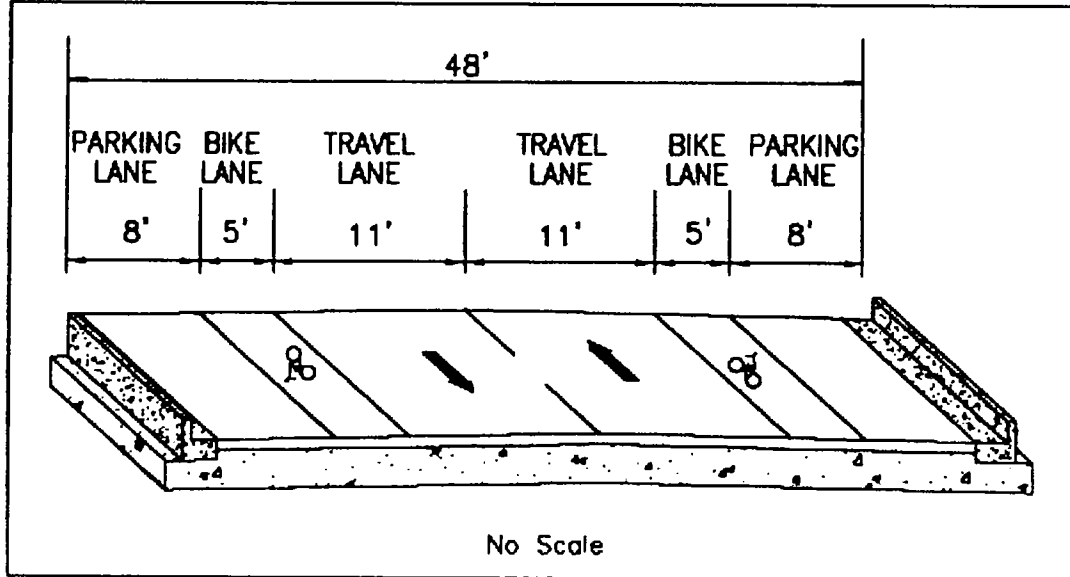 48'
PARKING BIKE TRAVEL TRAVEL BIKE PARKING
LANE LANE LANE LANE LANE LANE
8' 5' 11' 11' 5' 8'
No Scale